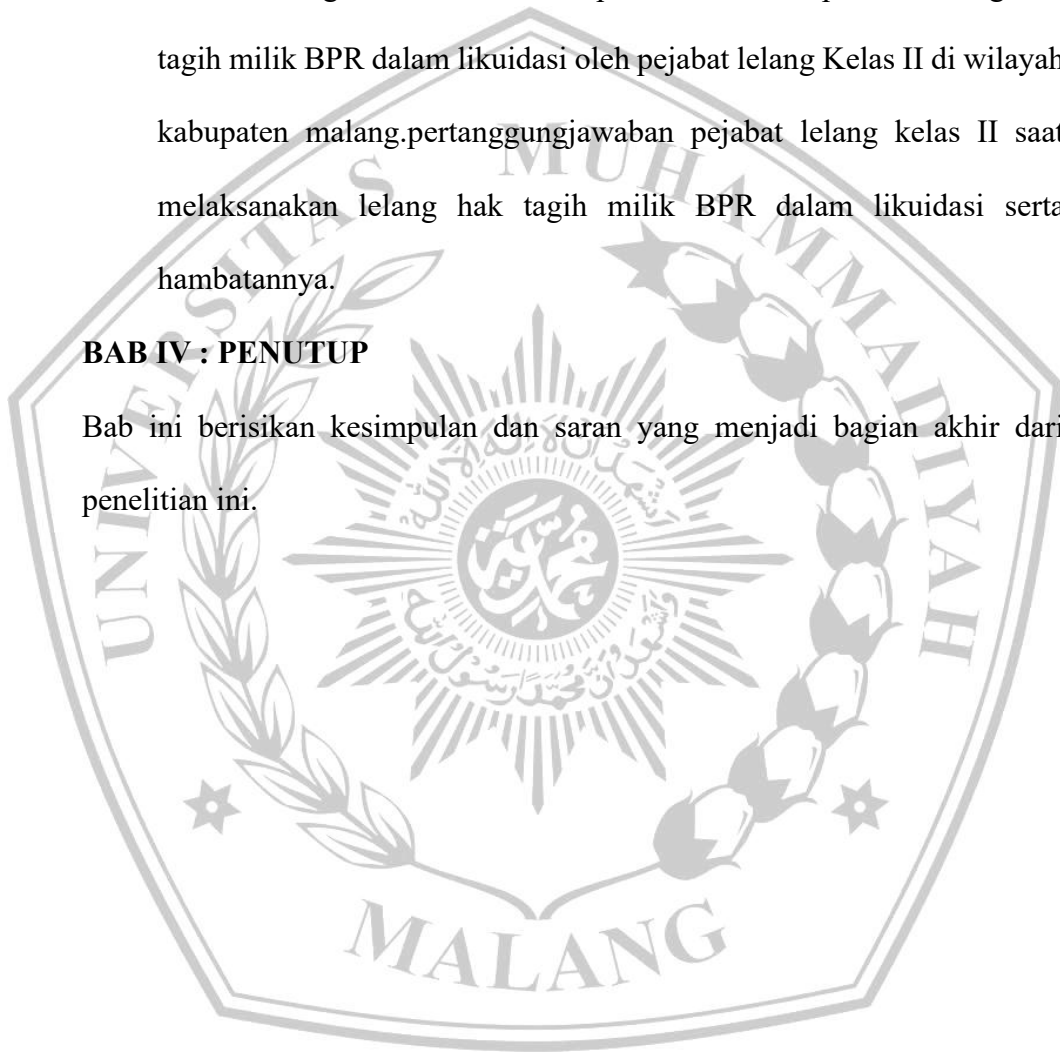 tagih milik BPR dalam likuidasi oleh pejabat lelang Kelas II di wilayah
kabupaten malang.pertanggungjawaban pejabat lelang kelas II saat
melaksanakan lelang hak tagih milik BPR dalam likuidasi serta
hambatannya.
BAB IV : PENUTUP
Bab ini berisikan kesimpulan dan saran yang menjadi bagian akhir dari
penelitian ini.
UNIVERSITAS MUHAMMADIYAH
MALANG